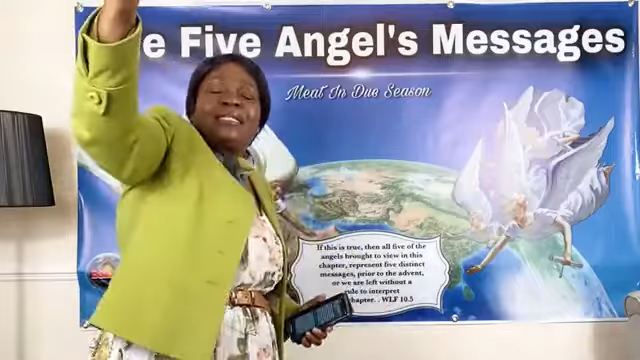 e Five Angel's Messages
Meat In Due Season
If this is true, then all five of the
angels brought to view in this
chapter, represent five distinct
messages, prior to the advent,
or we are left without a
rule to interpret
hapter. . WLF 10.5